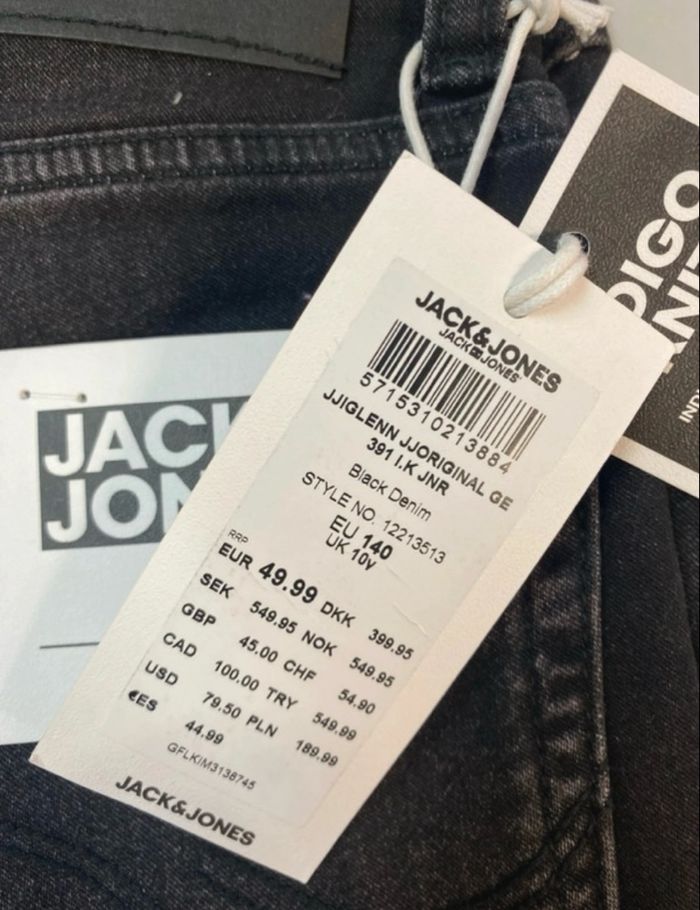 JACK&JONES
JACK&JONES
5715310213884
JJIGLENN JJORIGINAL GE
391 I.K JNR
Black Denim
STYLE NO. 12213513
EU 140
UK 10y
RRP
EUR 49.99 DKK 399.95
SEK 549.95 NOK 549.95
GBP 45.00 CHF 54.90
CAD 100.00 TRY 549.99
USD 79.50 PLN 189.99
€ES 44.99
GFLKIM3138745
JACK&JONES
JAC
JON
DIGO
IND